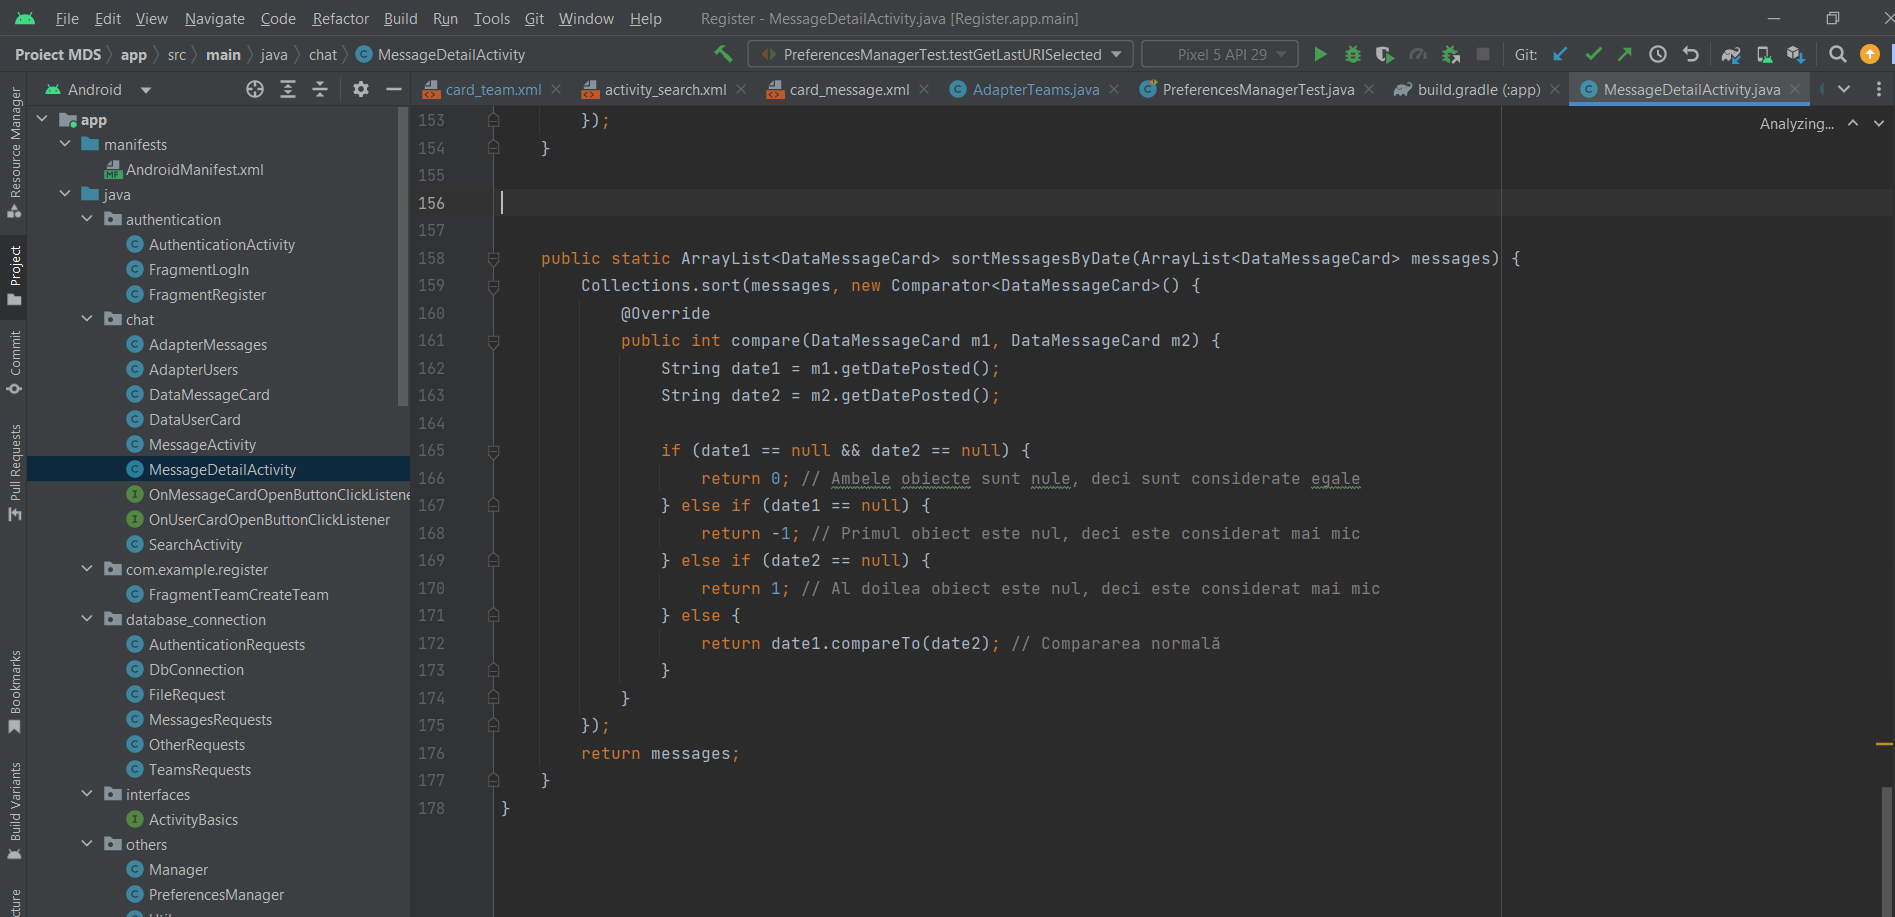 File Edit View Navigate Code Refactor Build Run Tools Git Window Help Register - MessageDetailActivity.java [Register.app.main]
Project MDS app src main java chat MessageDetailActivity PreferencesManagerTest.testGetLastURISelected Pixel 5 API 29 Git:
Android card_team.xml activity_search.xml card_message.xml AdapterTeams.java PreferencesManagerTest.java build.gradle (:app) MessageDetailActivity.java
Analyzing...
Resource Manager
Project
Commit
Pull Requests
Bookmarks
Build Variants
app
manifests
AndroidManifest.xml
java
authentication
AuthenticationActivity
FragmentLogIn
FragmentRegister
chat
AdapterMessages
AdapterUsers
DataMessageCard
DataUserCard
MessageActivity
MessageDetailActivity
OnMessageCardOpenButtonClickListene
OnUserCardOpenButtonClickListener
SearchActivity
com.example.register
FragmentTeamCreateTeam
database_connection
AuthenticationRequests
DbConnection
FileRequest
MessagesRequests
OtherRequests
TeamsRequests
interfaces
ActivityBasics
others
Manager
PreferencesManager
153 });
154 }
155
156
157
158 public static ArrayList<DataMessageCard> sortMessagesByDate(ArrayList<DataMessageCard> messages) {
159 Collections.sort(messages, new Comparator<DataMessageCard>() {
160 @Override
161 public int compare(DataMessageCard m1, DataMessageCard m2) {
162 String date1 = m1.getDatePosted();
163 String date2 = m2.getDatePosted();
164
165 if (date1 == null && date2 == null) {
166 return 0; // Ambele obiecte sunt nule, deci sunt considerate egale
167 } else if (date1 == null) {
168 return -1; // Primul obiect este nul, deci este considerat mai mic
169 } else if (date2 == null) {
170 return 1; // Al doilea obiect este nul, deci este considerat mai mic
171 } else {
172 return date1.compareTo(date2); // Compararea normală
173 }
174 }
175 });
176 return messages;
177 }
178 }